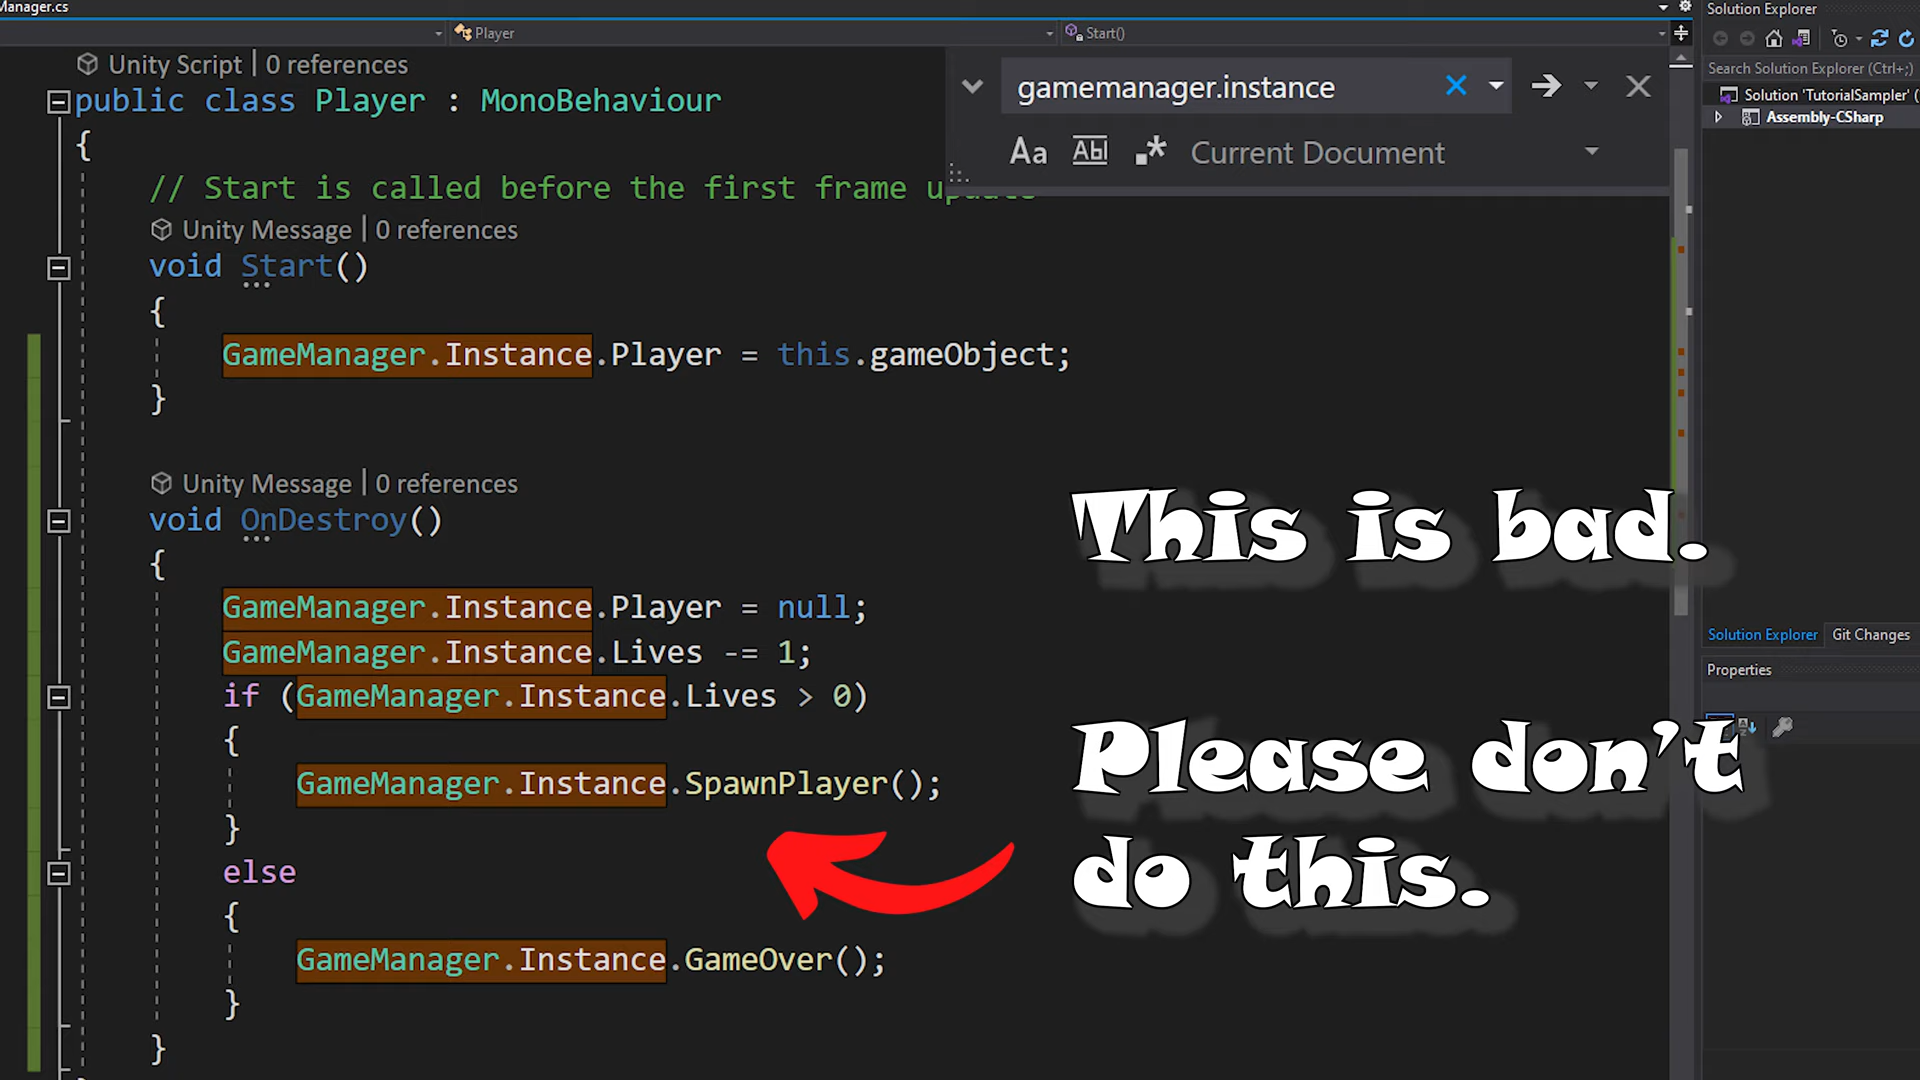 Manager.cs
Player
Start()
Solution Explorer
Search Solution Explorer (Ctrl+;)
Solution 'TutorialSampler' (
Assembly-CSharp
gamemanager.instance
Aa Abl .* Current Document
Unity Script | 0 references
public class Player : MonoBehaviour
{
// Start is called before the first frame update
Unity Message | 0 references
void Start()
{
GameManager.Instance.Player = this.gameObject;
}
Unity Message | 0 references
void OnDestroy()
{
GameManager.Instance.Player = null;
GameManager.Instance.Lives -= 1;
if (GameManager.Instance.Lives > 0)
{
GameManager.Instance.SpawnPlayer();
}
else
{
GameManager.Instance.GameOver();
}
}
This is bad.
Please don't
do this.
Solution Explorer Git Changes
Properties